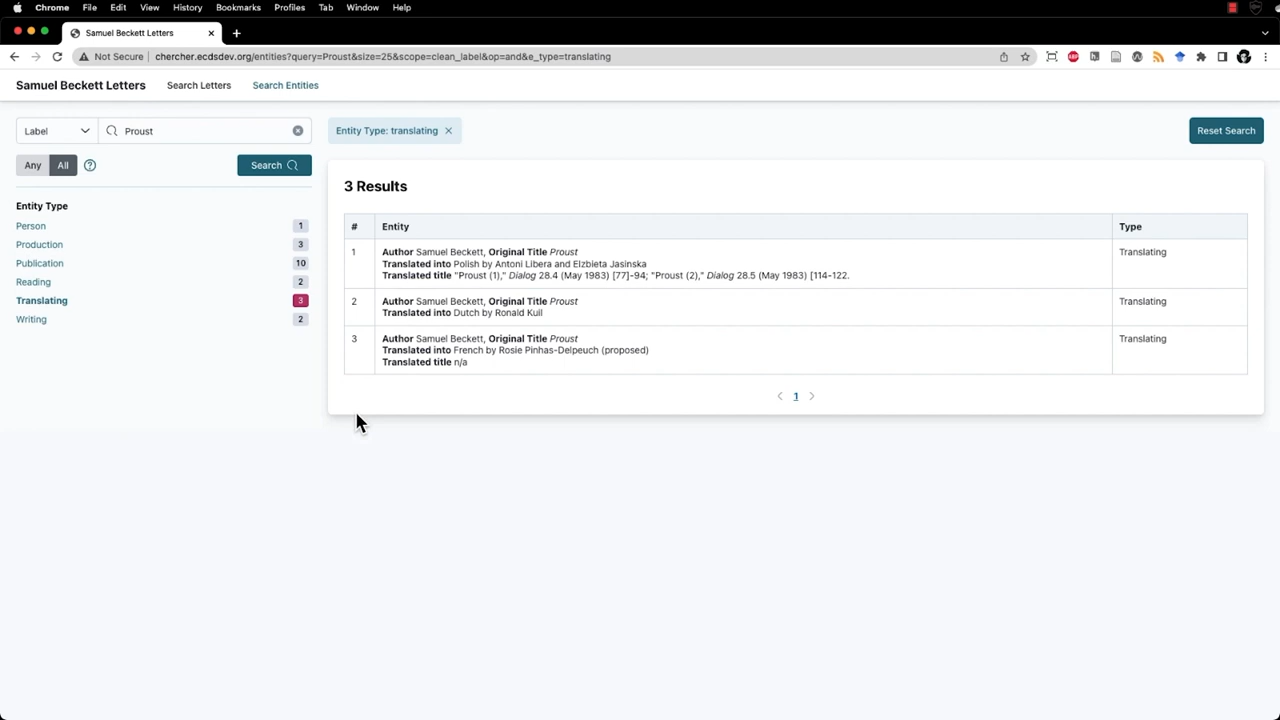 Chrome File Edit View History Bookmarks Profiles Tab Window Help
Samuel Beckett Letters
Not Secure chercher.ecdsdev.org/entities?query=Proust&size=25&scope=clean_label&op=and&e_type=translating
Samuel Beckett Letters Search Letters Search Entities
Label Proust Entity Type: translating Reset Search
Any All Search
3 Results
Entity Type
Person 1
Production 3
Publication 10
Reading 2
Translating 3
Writing 2
# Entity Type
1 Author Samuel Beckett, Original Title Proust Translating
Translated into Polish by Antoni Libera and Elzbieta Jasinska
Translated title "Proust (1)," Dialog 28.4 (May 1983) [77]-94; "Proust (2)," Dialog 28.5 (May 1983) [114-122.
2 Author Samuel Beckett, Original Title Proust Translating
Translated into Dutch by Ronald Kuil
3 Author Samuel Beckett, Original Title Proust Translating
Translated into French by Rosie Pinhas-Delpeuch (proposed)
Translated title n/a
1